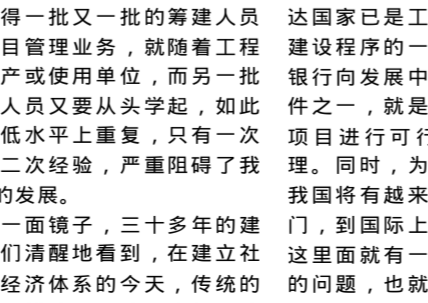 得一批又一批的筹建人员
目管理业务，就随着工程
产或使用单位，而另一批
人员又要从头学起，如此
低水平上重复，只有一次
二次经验，严重阻碍了我
的发展。
一面镜子，三十多年的建
们清醒地看到，在建立社
经济体系的今天，传统的
达国家已是工
建设程序的一
银行向发展中
件之一，就是
项目进行可行
理。同时，为
我国将有越来
门，到国际上
这里面就有一
的问题，也就